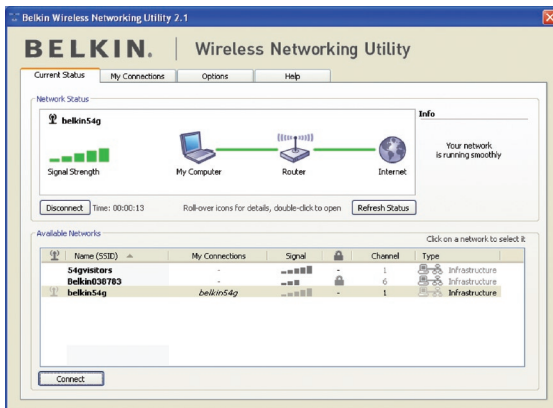 Belkin Wireless Networking Utility 2.1
BELKIN. | Wireless Networking Utility
Current Status My Connections Options Help
Network Status
belkin54g
Info
Your network
is running smoothly
Signal Strength My Computer Router Internet
Disconnect Time: 00:00:13 Roll-over icons for details, double-click to open Refresh Status
Available Networks
Click on a network to select it
Name (SSID) My Connections Signal Channel Type
54gvisitors - - 1 Infrastructure
Belkin038783 - 6 Infrastructure
belkin54g belkin54g - 1 Infrastructure
Connect